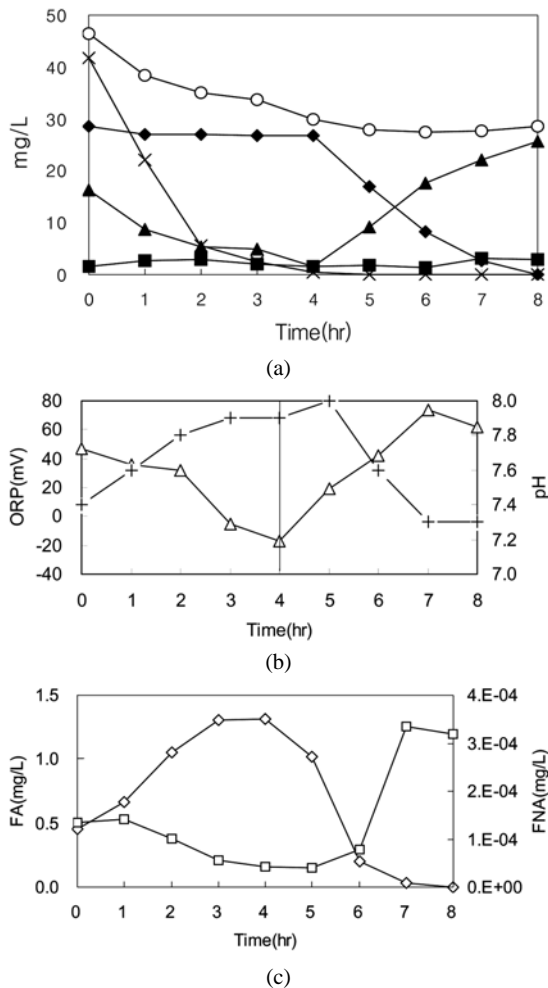 50
40
30
20
10
0
mg/L
0 1 2 3 4 5 6 7 8
Time(hr)
(a)
80
60
40
20
0
-20
-40
ORP(mV)
8.0
7.8
7.6
7.4
7.2
7.0
pH
0 1 2 3 4 5 6 7 8
Time(hr)
(b)
1.5
1.0
0.5
0.0
FA(mg/L)
4.E-04
3.E-04
2.E-04
1.E-04
0.E+00
FNA(mg/L)
0 1 2 3 4 5 6 7 8
Time(hr)
(c)